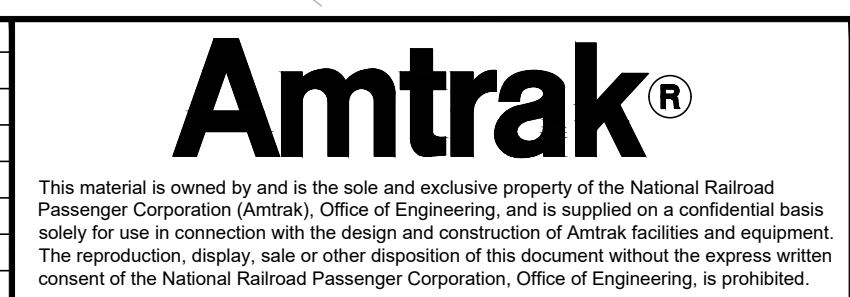 Amtrak®
This material is owned by and is the sole and exclusive property of the National Railroad
Passenger Corporation (Amtrak), Office of Engineering, and is supplied on a confidential basis
solely for use in connection with the design and construction of Amtrak facilities and equipment.
The reproduction, display, sale or other disposition of this document without the express written
consent of the National Railroad Passenger Corporation, Office of Engineering, is prohibited.